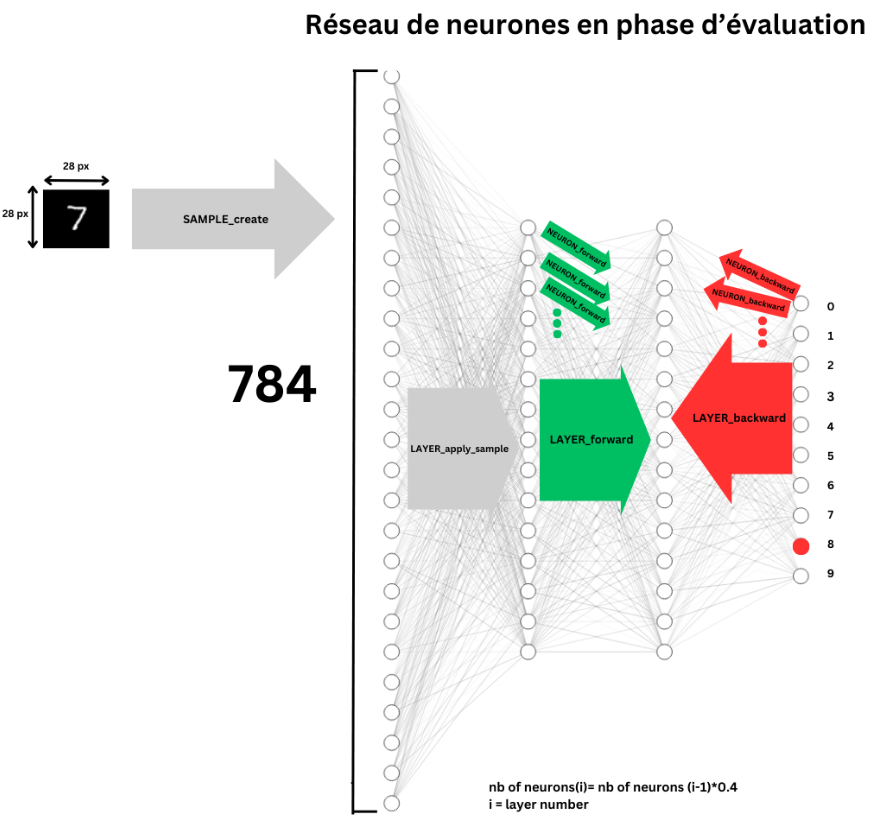 Réseau de neurones en phase d’évaluation
28 px
28 px
7
SAMPLE_create
784
NEURON_forward
NEURON_forward
NEURON_forward
NEURON_backward
NEURON_backward
LAYER_apply_sample
LAYER_forward
LAYER_backward
0
1
2
3
4
5
6
7
8
9
nb of neurons(i)= nb of neurons (i-1)*0.4
i = layer number